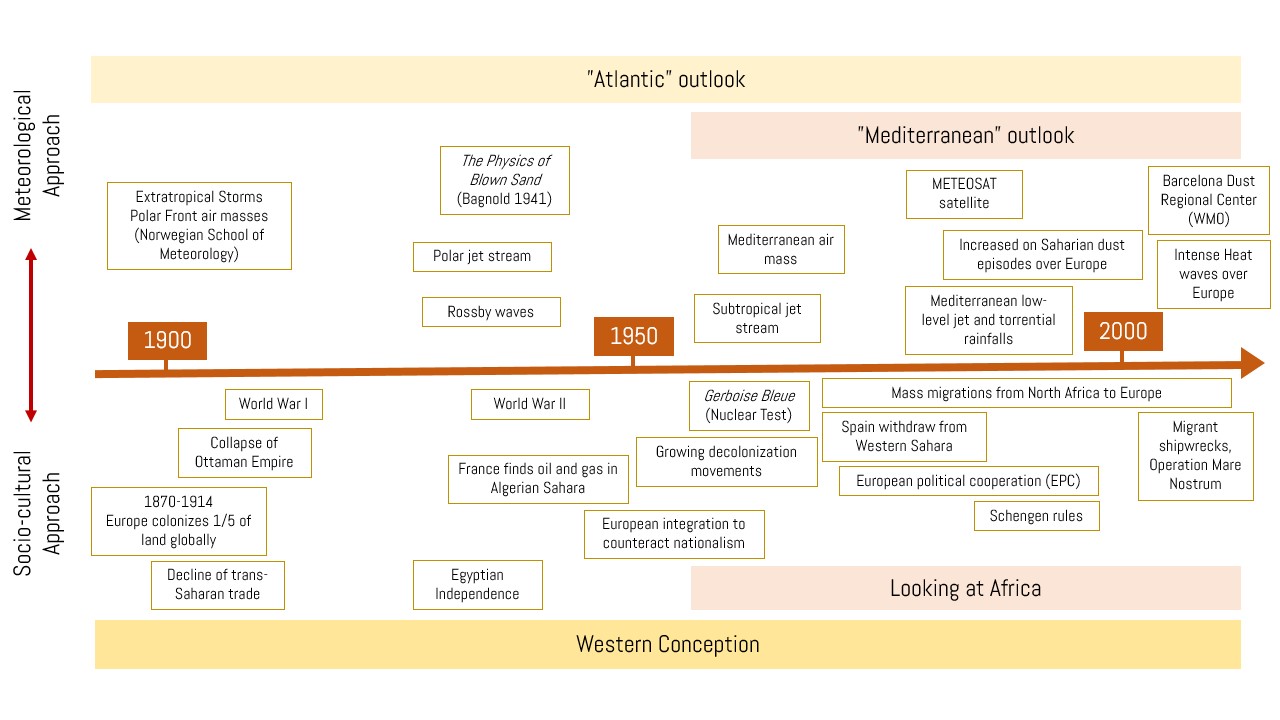 "Atlantic" outlook
"Mediterranean" outlook
Meteorological
Approach
Extratropical Storms
Polar Front air masses
(Norwegian School of
Meteorology)
The Physics of
Blown Sand
(Bagnold 1941)
Polar jet stream
Rossby waves
Mediterranean air
mass
Subtropical jet
stream
METEOSAT
satellite
Increased on Saharian dust
episodes over Europe
Mediterranean low-
level jet and torrential
rainfalls
Barcelona Dust
Regional Center
(WMO)
Intense Heat
waves over
Europe
1900
1950
2000
Socio-cultural
Approach
World War I
Collapse of
Ottaman Empire
1870-1914
Europe colonizes 1/5 of
land globally
Decline of trans-
Saharan trade
World War II
France finds oil and gas in
Algerian Sahara
Egyptian
Independence
European integration to
counteract nationalism
Gerboise Bleue
(Nuclear Test)
Growing decolonization
movements
Mass migrations from North Africa to Europe
Spain withdraw from
Western Sahara
European political cooperation (EPC)
Schengen rules
Migrant
shipwrecks,
Operation Mare
Nostrum
Looking at Africa
Western Conception